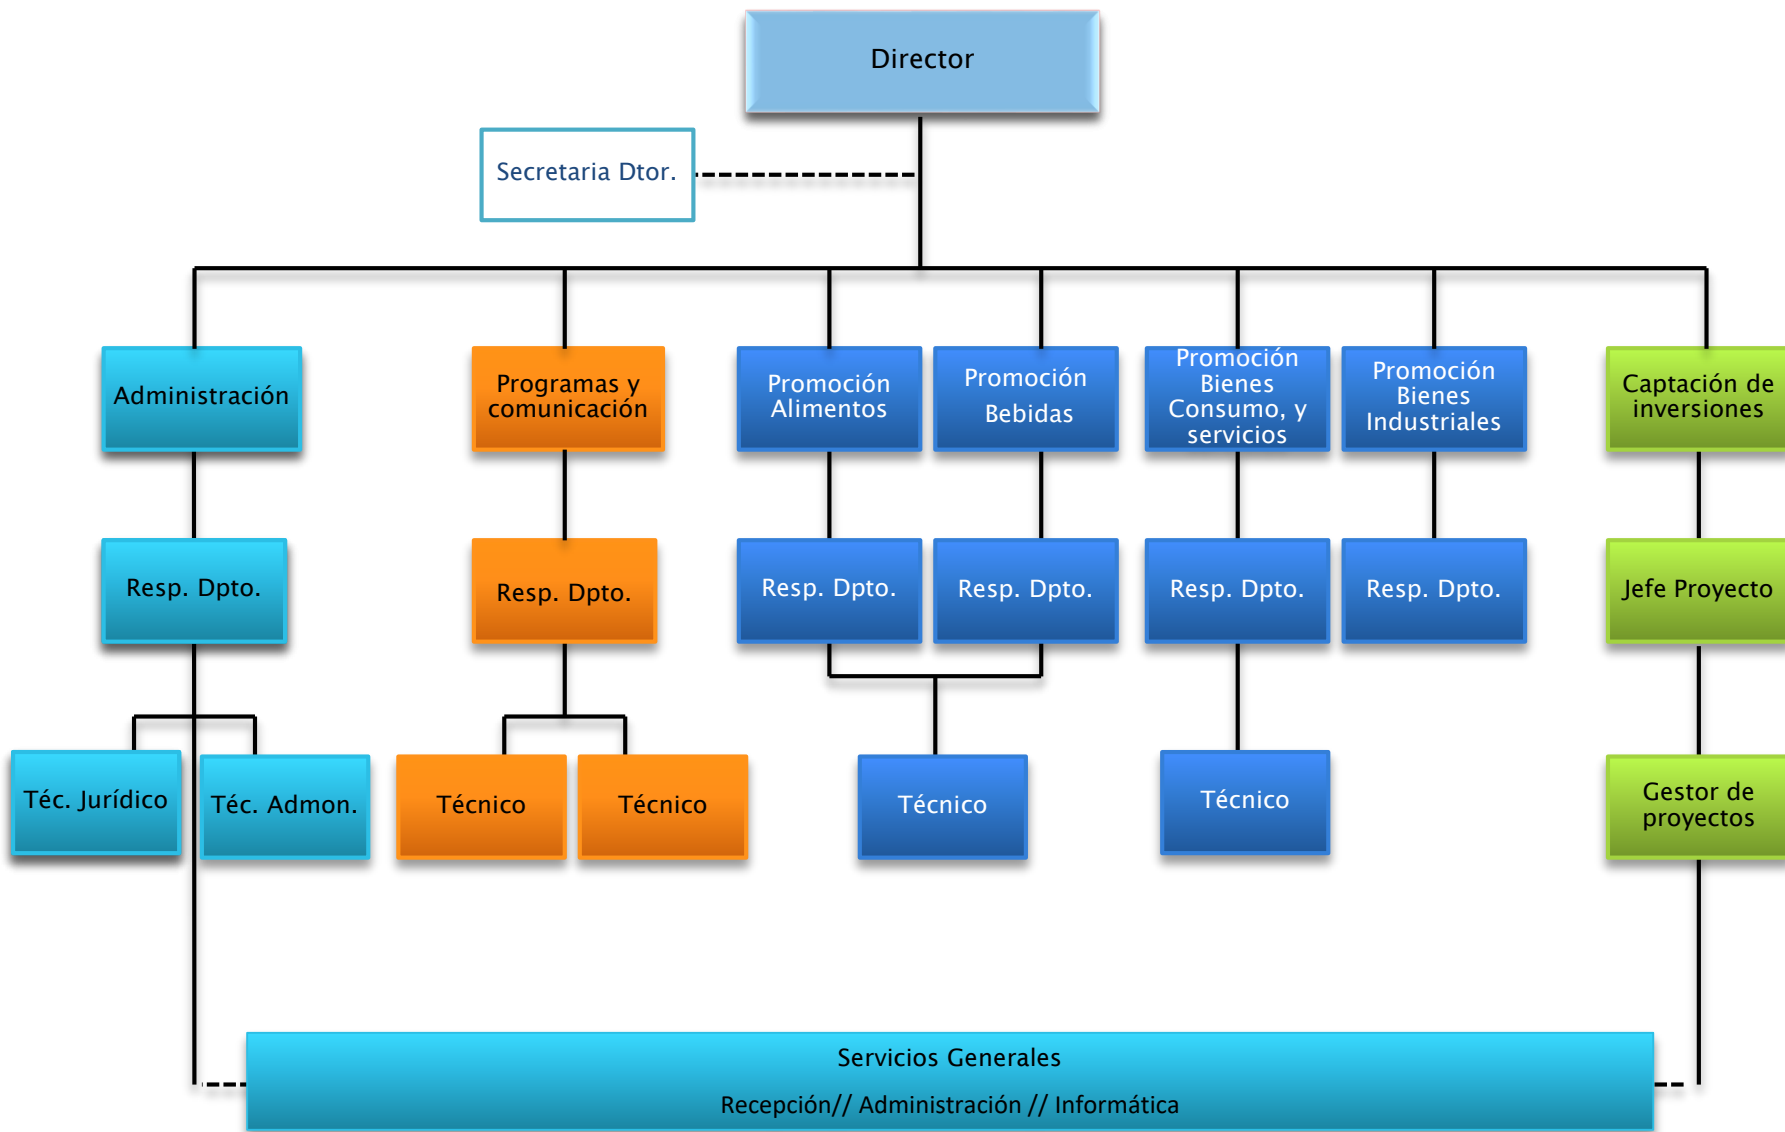 Director
Secretaria Dtor.
Administración
Programas y
comunicación
Promoción
Alimentos
Promoción
Bebidas
Promoción
Bienes
Consumo, y
servicios
Promoción
Bienes
Industriales
Captación de
inversiones
Resp. Dpto.
Resp. Dpto.
Resp. Dpto.
Resp. Dpto.
Resp. Dpto.
Resp. Dpto.
Jefe Proyecto
Téc. Jurídico
Téc. Admon.
Técnico
Técnico
Técnico
Técnico
Gestor de
proyectos
Servicios Generales
Recepción// Administración // Informática